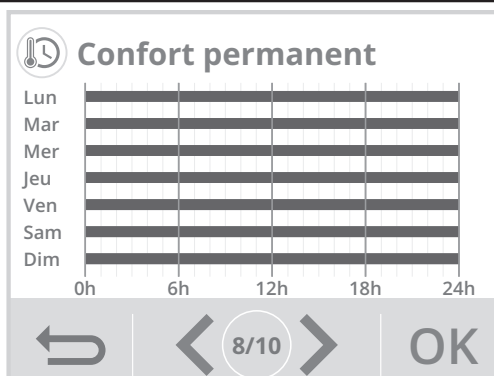 Confort permanent
Lun
Mar
Mer
Jeu
Ven
Sam
Dim
0h 6h 12h 18h 24h
8/10 OK